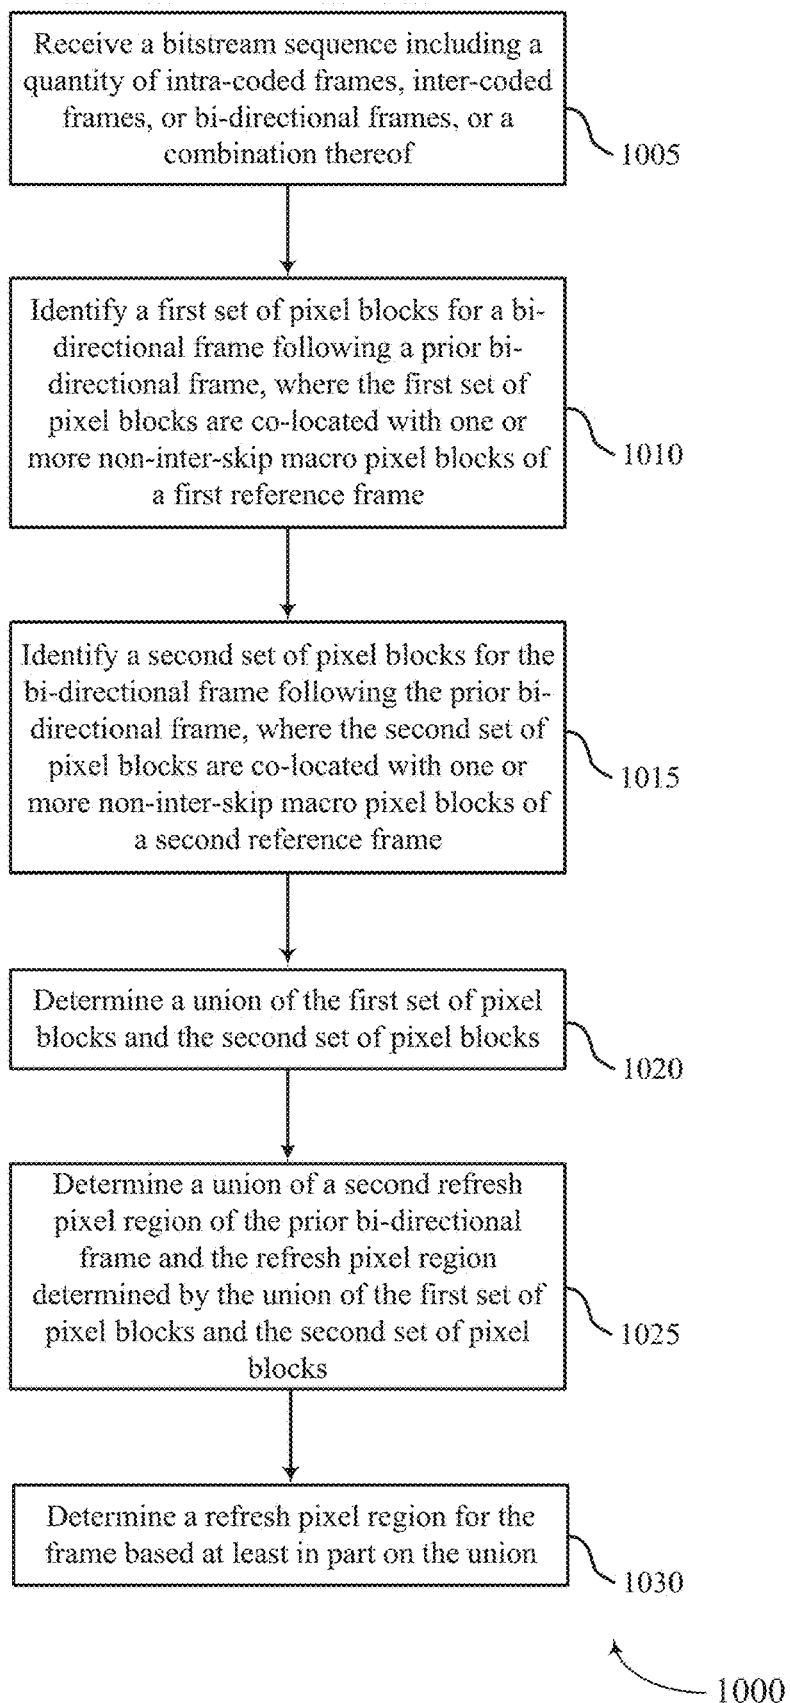 Receive a bitstream sequence including a
quantity of intra-coded frames, inter-coded
frames, or bi-directional frames, or a
combination thereof
1005
Identify a first set of pixel blocks for a bi-
directional frame following a prior bi-
directional frame, where the first set of
pixel blocks are co-located with one or
more non-inter-skip macro pixel blocks of
a first reference frame
1010
Identify a second set of pixel blocks for the
bi-directional frame following the prior bi-
directional frame, where the second set of
pixel blocks are co-located with one or
more non-inter-skip macro pixel blocks of
a second reference frame
1015
Determine a union of the first set of pixel
blocks and the second set of pixel blocks
1020
Determine a union of a second refresh
pixel region of the prior bi-directional
frame and the refresh pixel region
determined by the union of the first set of
pixel blocks and the second set of pixel
blocks
1025
Determine a refresh pixel region for the
frame based at least in part on the union
1030
1000